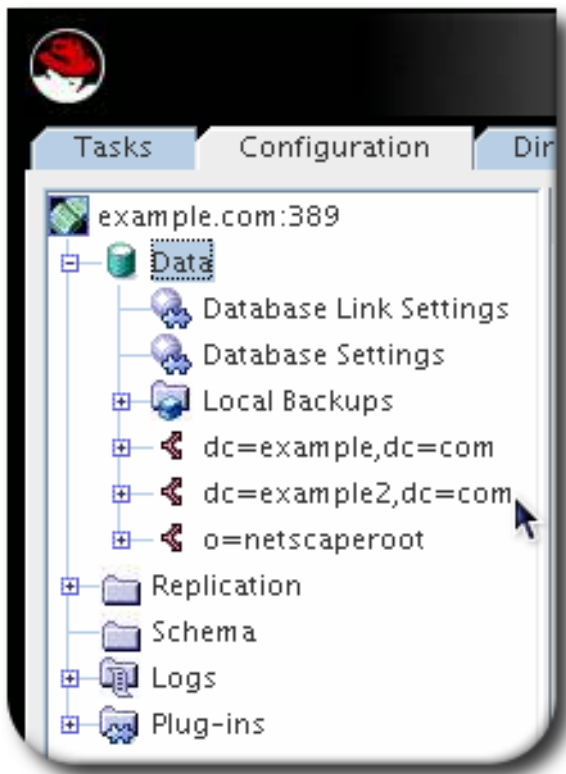 Tasks
Configuration
Dir
example.com:389
Data
Database Link Settings
Database Settings
Local Backups
dc=example,dc=com
dc=example2,dc=com
o=netscaperoot
Replication
Schema
Logs
Plug-ins